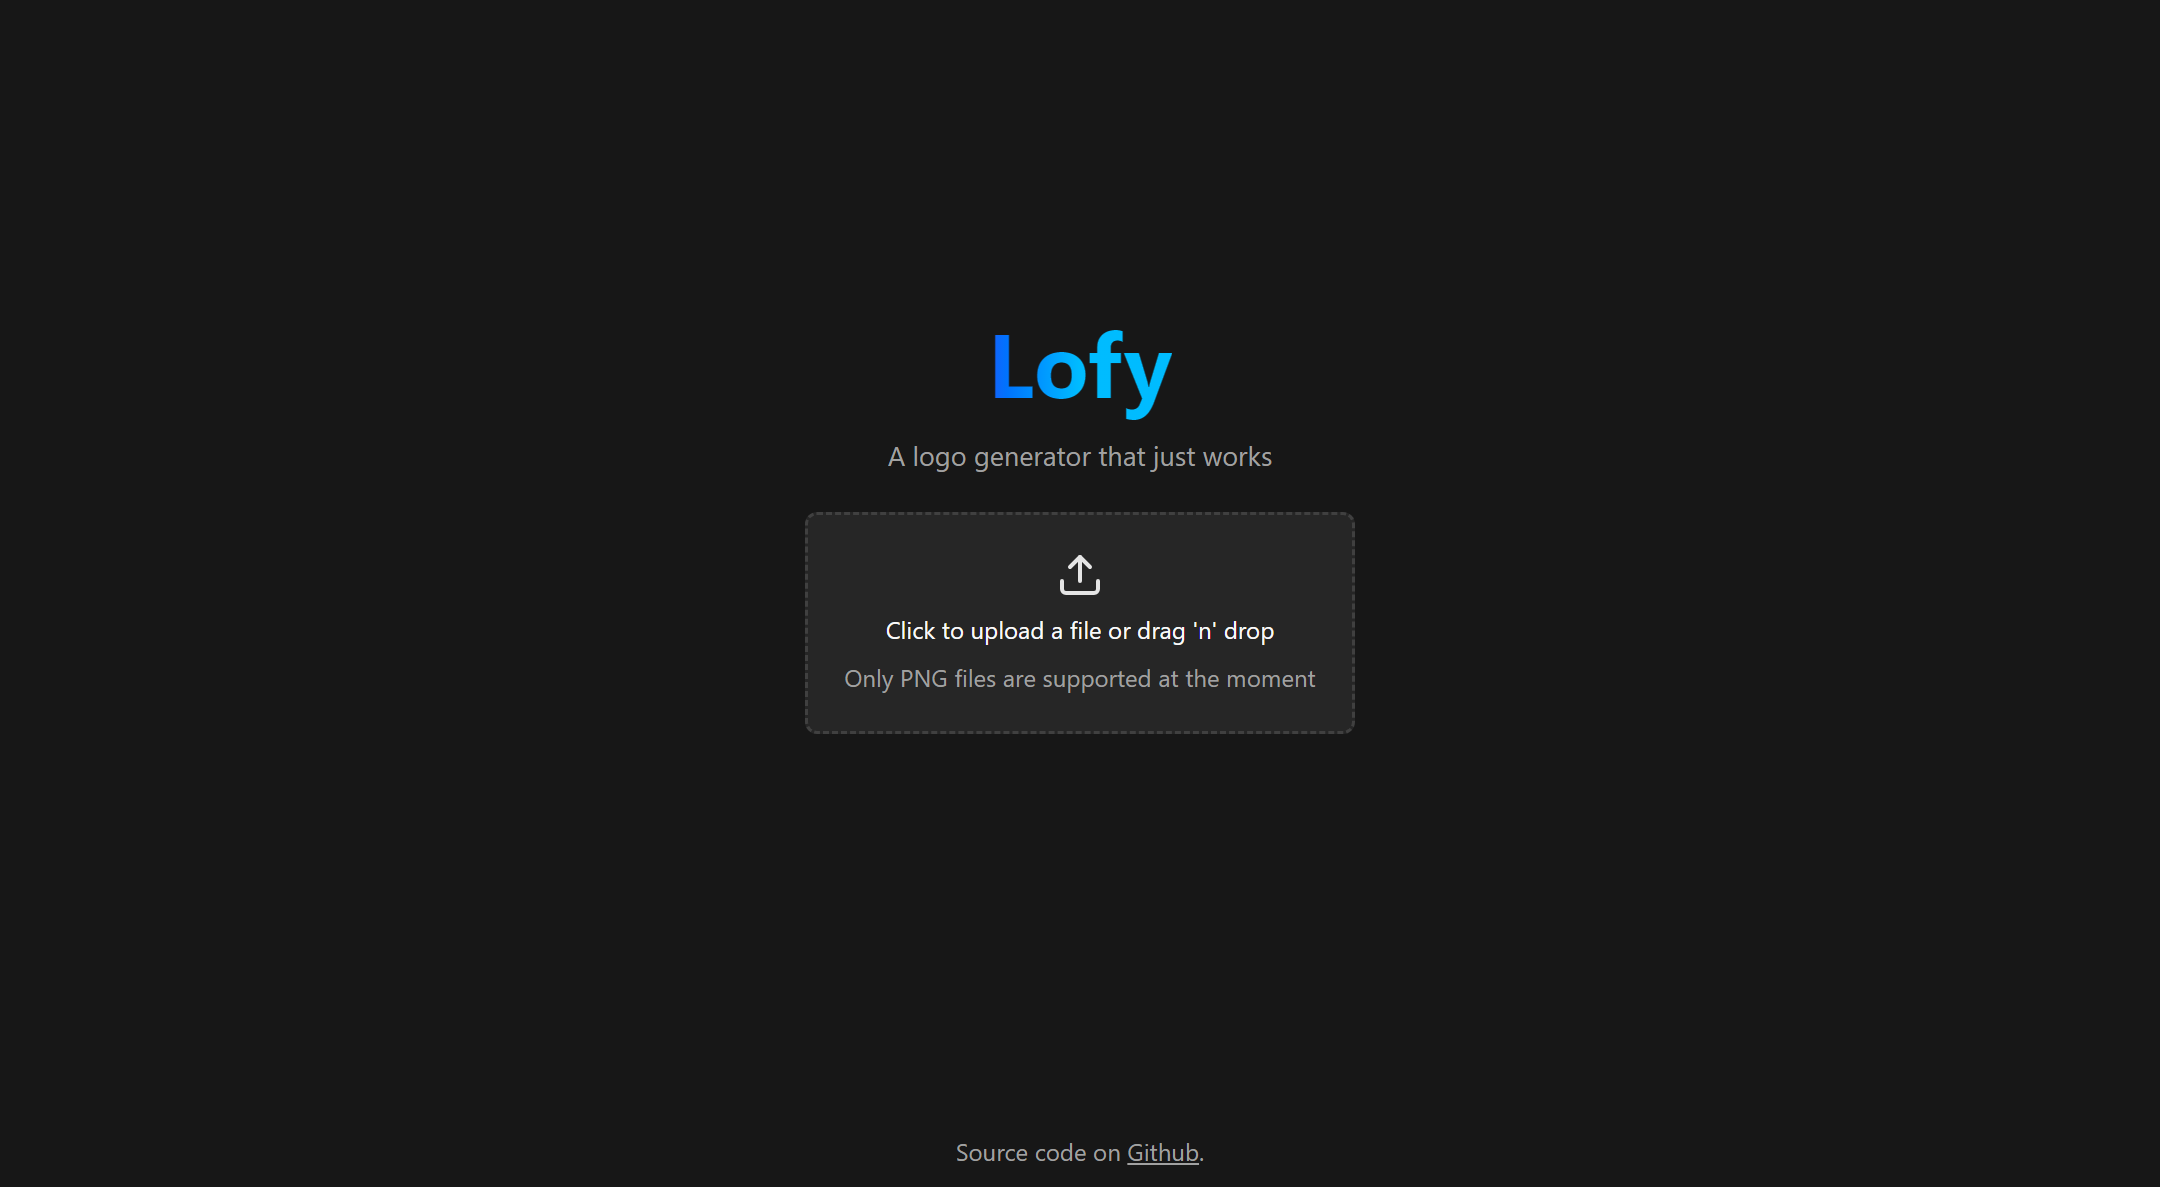 Lofy
A logo generator that just works
Click to upload a file or drag 'n' drop
Only PNG files are supported at the moment
Source code on Github.